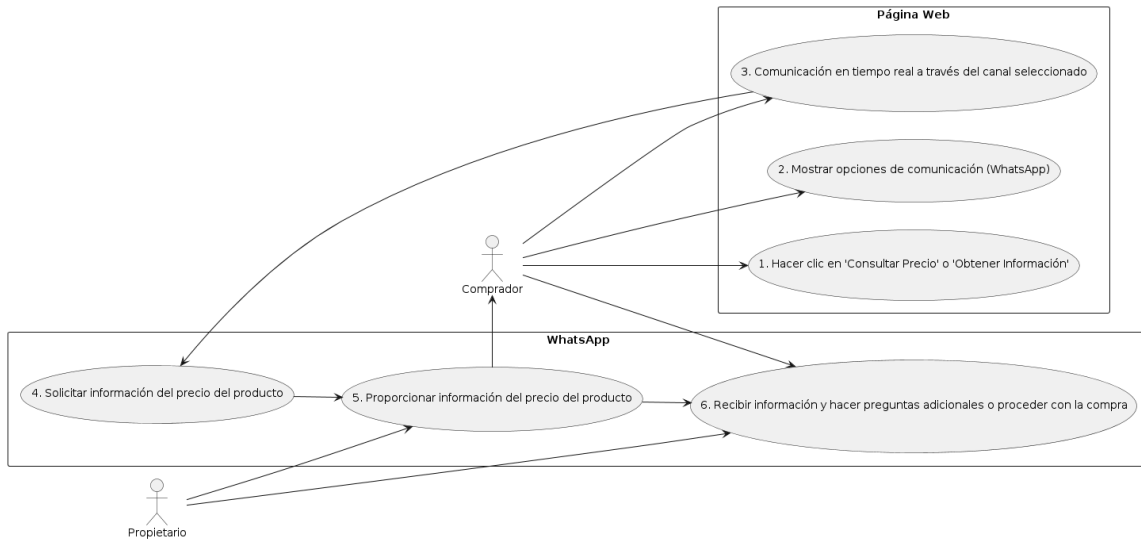 Página Web
3. Comunicación en tiempo real a través del canal seleccionado
2. Mostrar opciones de comunicación (WhatsApp)
1. Hacer clic en 'Consultar Precio' o 'Obtener Información'
Comprador
WhatsApp
4. Solicitar información del precio del producto
5. Proporcionar información del precio del producto
6. Recibir información y hacer preguntas adicionales o proceder con la compra
Propietario